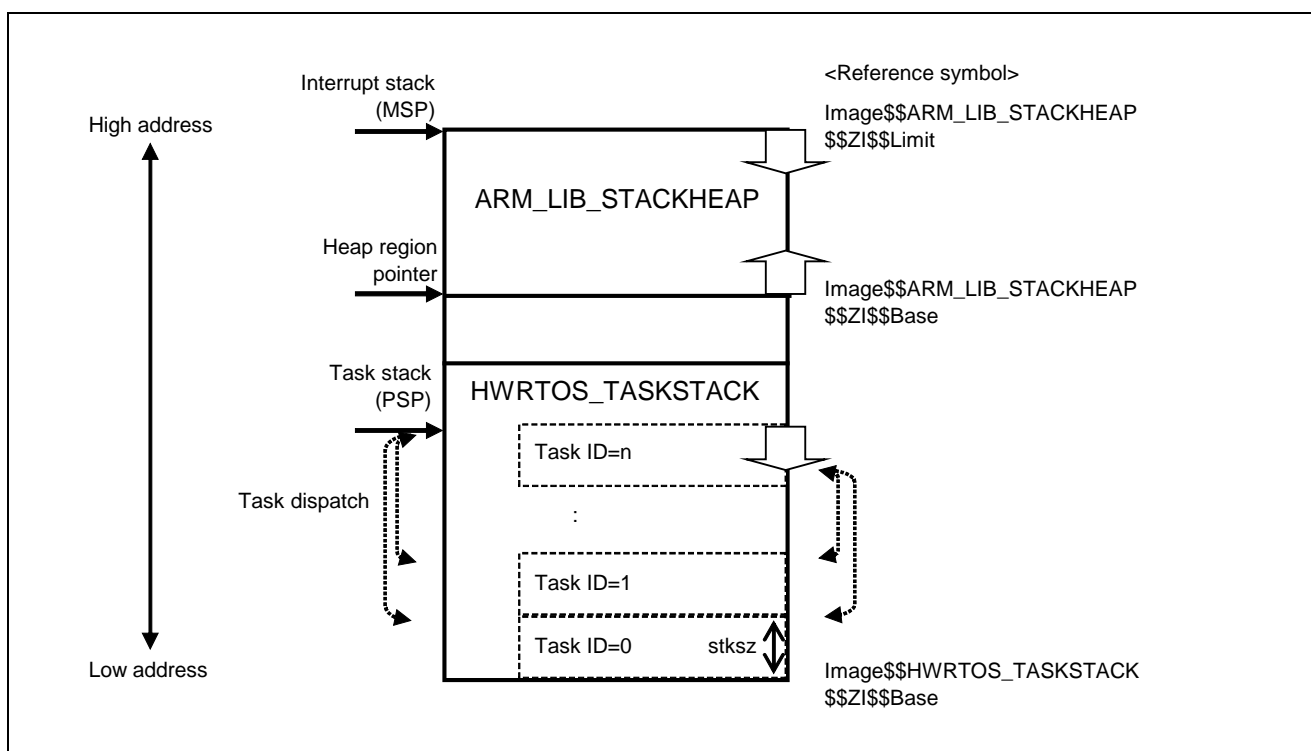 <Reference symbol>
Interrupt stack
(MSP)
Image$$ARM_LIB_STACKHEAP
$$ZI$$Limit
High address
ARM_LIB_STACKHEAP
Heap region
pointer
Image$$ARM_LIB_STACKHEAP
$$ZI$$Base
Task stack
(PSP)
HWRTOS_TASKSTACK
Task ID=n
Task dispatch
:
Task ID=1
Task ID=0
stksz
Low address
Image$$HWRTOS_TASKSTACK
$$ZI$$Base